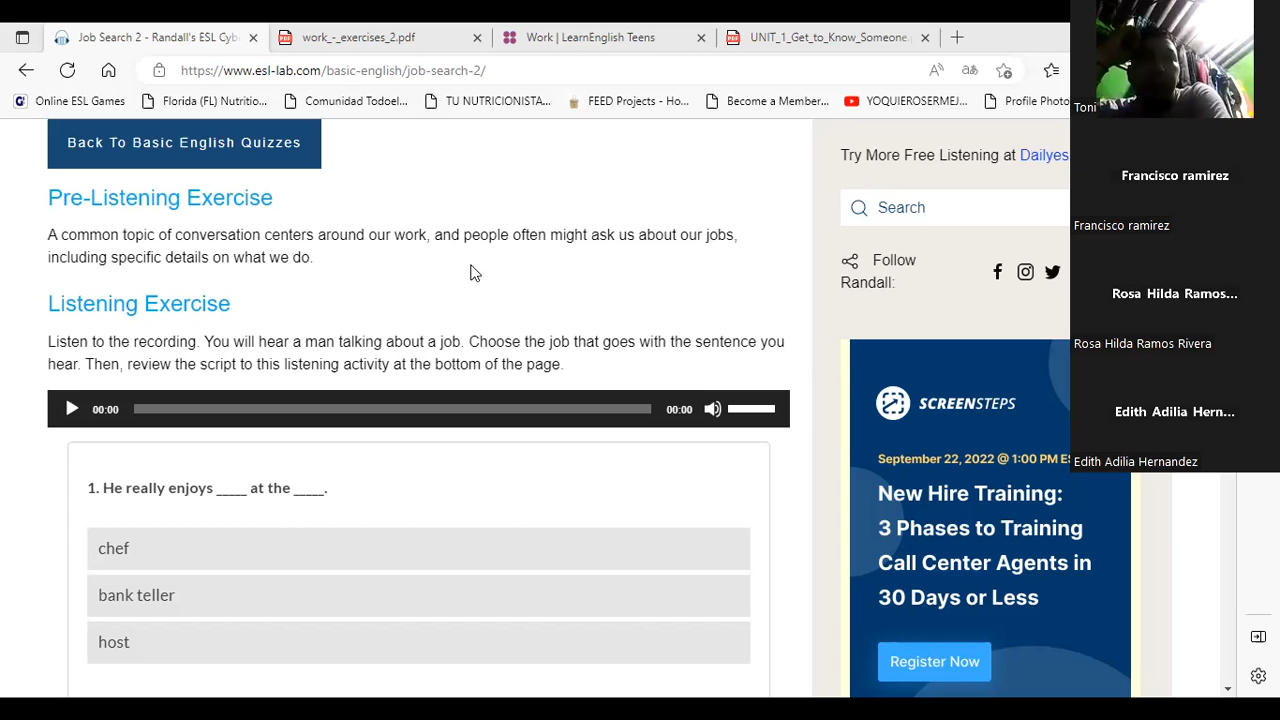 Job Search 2 - Randall's ESL Cyb
work_-_exercises_2.pdf
Work | LearnEnglish Teens
UNIT_1_Get_to_Know_Someone.
https://www.esl-lab.com/basic-english/job-search-2/
Online ESL Games
Florida (FL) Nutritio...
Comunidad Todoel...
TU NUTRICIONISTA...
FEED Projects - Ho...
Become a Member...
YOQUIEROSERMEJ...
Profile Photo
Toni
Back To Basic English Quizzes
Pre-Listening Exercise
A common topic of conversation centers around our work, and people often might ask us about our jobs,
including specific details on what we do.
Listening Exercise
Listen to the recording. You will hear a man talking about a job. Choose the job that goes with the sentence you
hear. Then, review the script to this listening activity at the bottom of the page.
00:00
00:00
1. He really enjoys _____ at the _____.
chef
bank teller
host
Try More Free Listening at Dailyes
Search
Follow
Randall:
SCREENSTEPS
September 22, 2022 @ 1:00 PM ES
New Hire Training:
3 Phases to Training
Call Center Agents in
30 Days or Less
Register Now
Francisco ramirez
Francisco ramirez
Rosa Hilda Ramos...
Rosa Hilda Ramos Rivera
Edith Adilia Hern...
Edith Adilia Hernandez